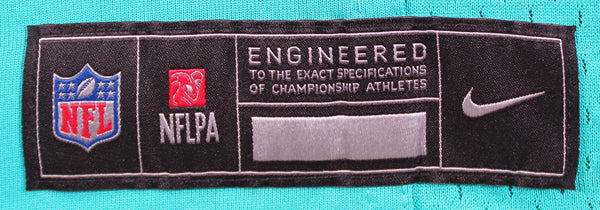 NFL
NFLPA
ENGINEERED
TO THE EXACT SPECIFICATIONS
OF CHAMPIONSHIP ATHLETES